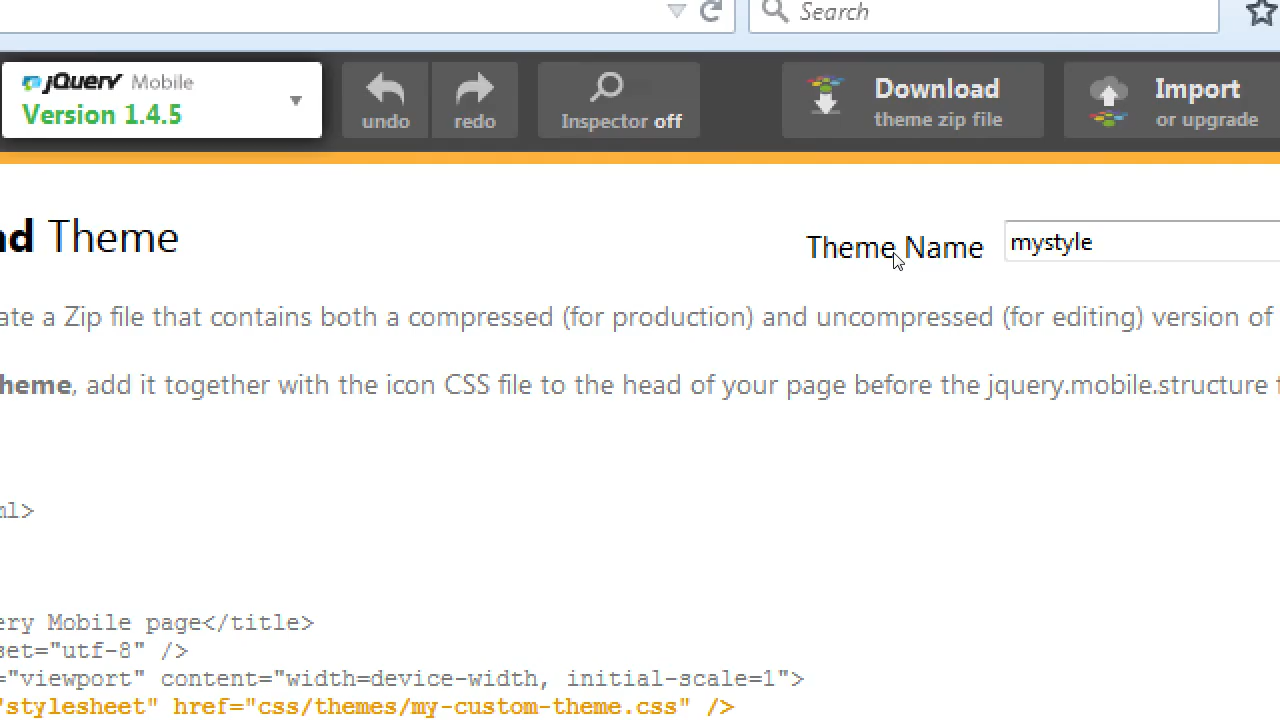 Search
jQuery Mobile
Version 1.4.5
undo
redo
Inspector off
Download
theme zip file
Import
or upgrade
nd Theme
Theme Name
mystyle
ate a Zip file that contains both a compressed (for production) and uncompressed (for editing) version of
heme, add it together with the icon CSS file to the head of your page before the jquery.mobile.structure f
ml>
ery Mobile page</title>
set="utf-8" />
="viewport" content="width=device-width, initial-scale=1">
"stylesheet" href="css/themes/my-custom-theme.css" />